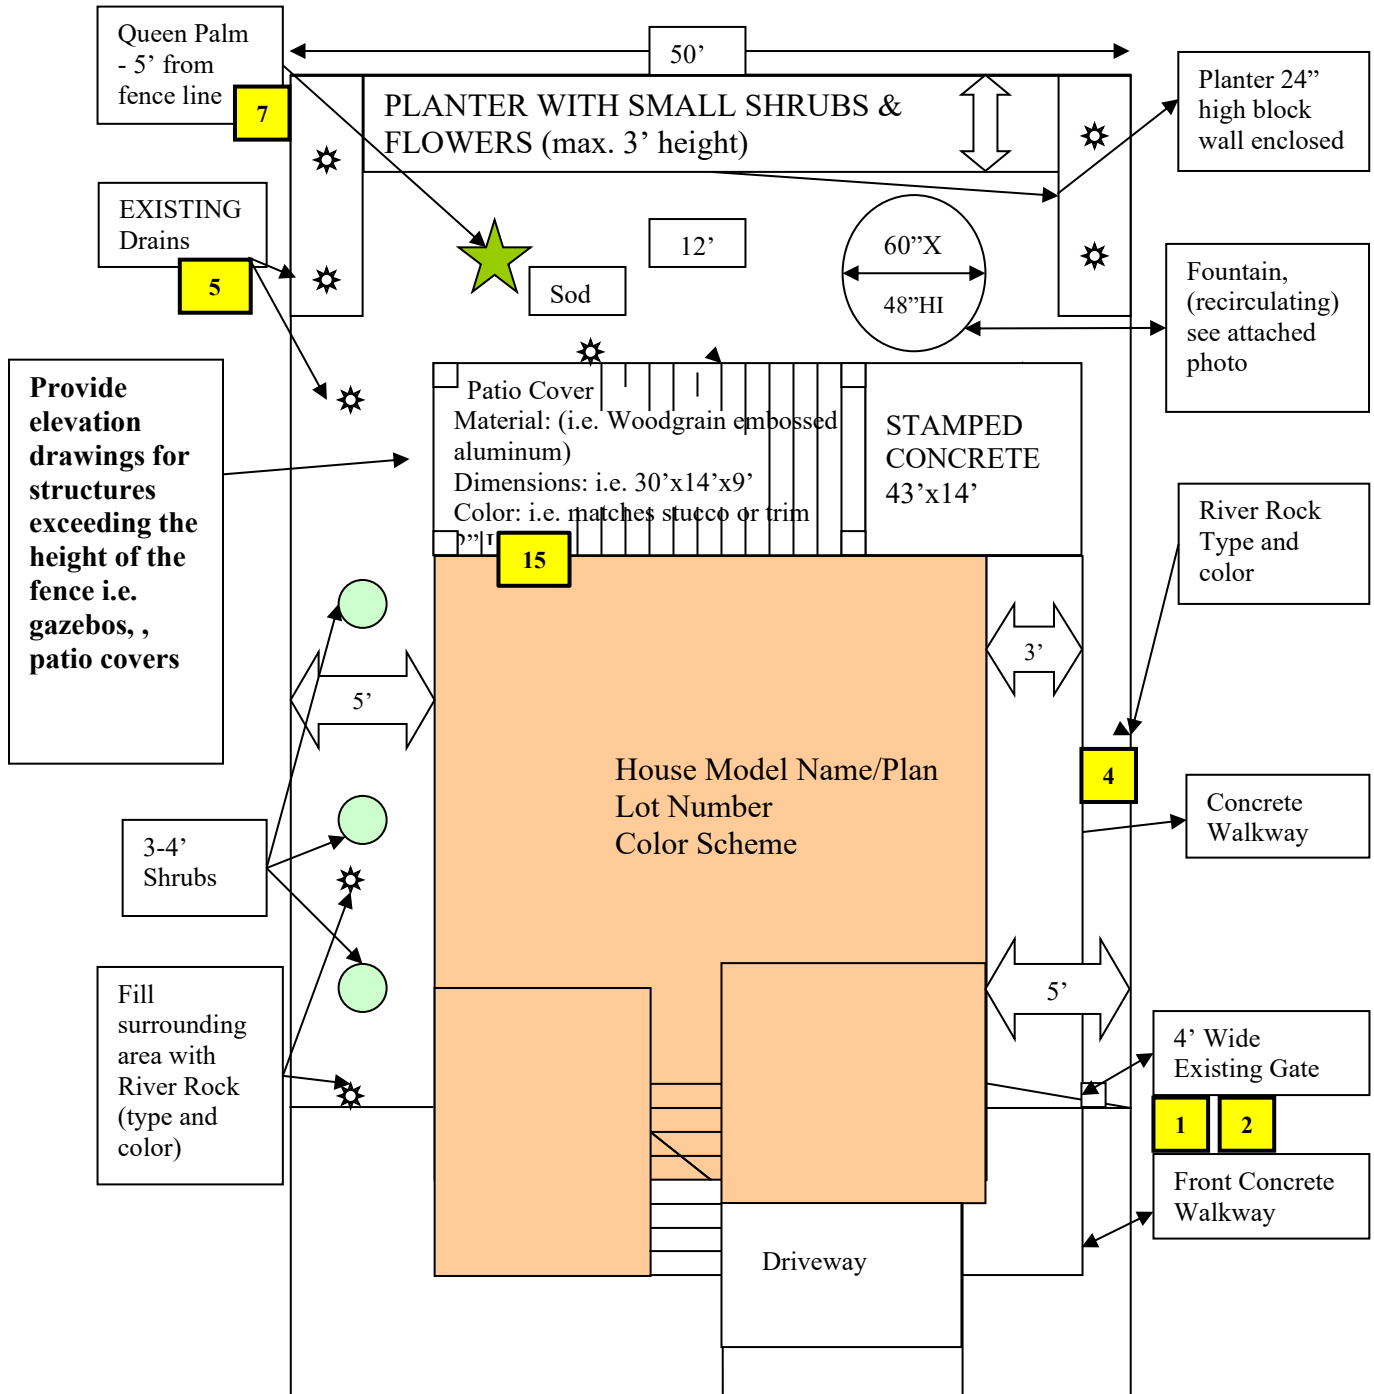 Queen Palm
- 5’ from
fence line
7
50’
PLANTER WITH SMALL SHRUBS &
FLOWERS (max. 3’ height)
Planter 24”
high block
wall enclosed
EXISTING
Drains
5
12’
Sod
60”X
48”HI
Fountain,
(recirculating)
see attached
photo
Provide
elevation
drawings for
structures
exceeding the
height of the
fence i.e.
gazebos, ,
patio covers
Patio Cover
Material: (i.e. Woodgrain embossed
aluminum)
Dimensions: i.e. 30’x14’x9’
Color: i.e. matches stucco or trim
15
STAMPED
CONCRETE
43’x14’
River Rock
Type and
color
5’
3’
4
House Model Name/Plan
Lot Number
Color Scheme
Concrete
Walkway
3-4’
Shrubs
5’
Fill
surrounding
area with
River Rock
(type and
color)
4’ Wide
Existing Gate
1
2
Front Concrete
Walkway
Driveway